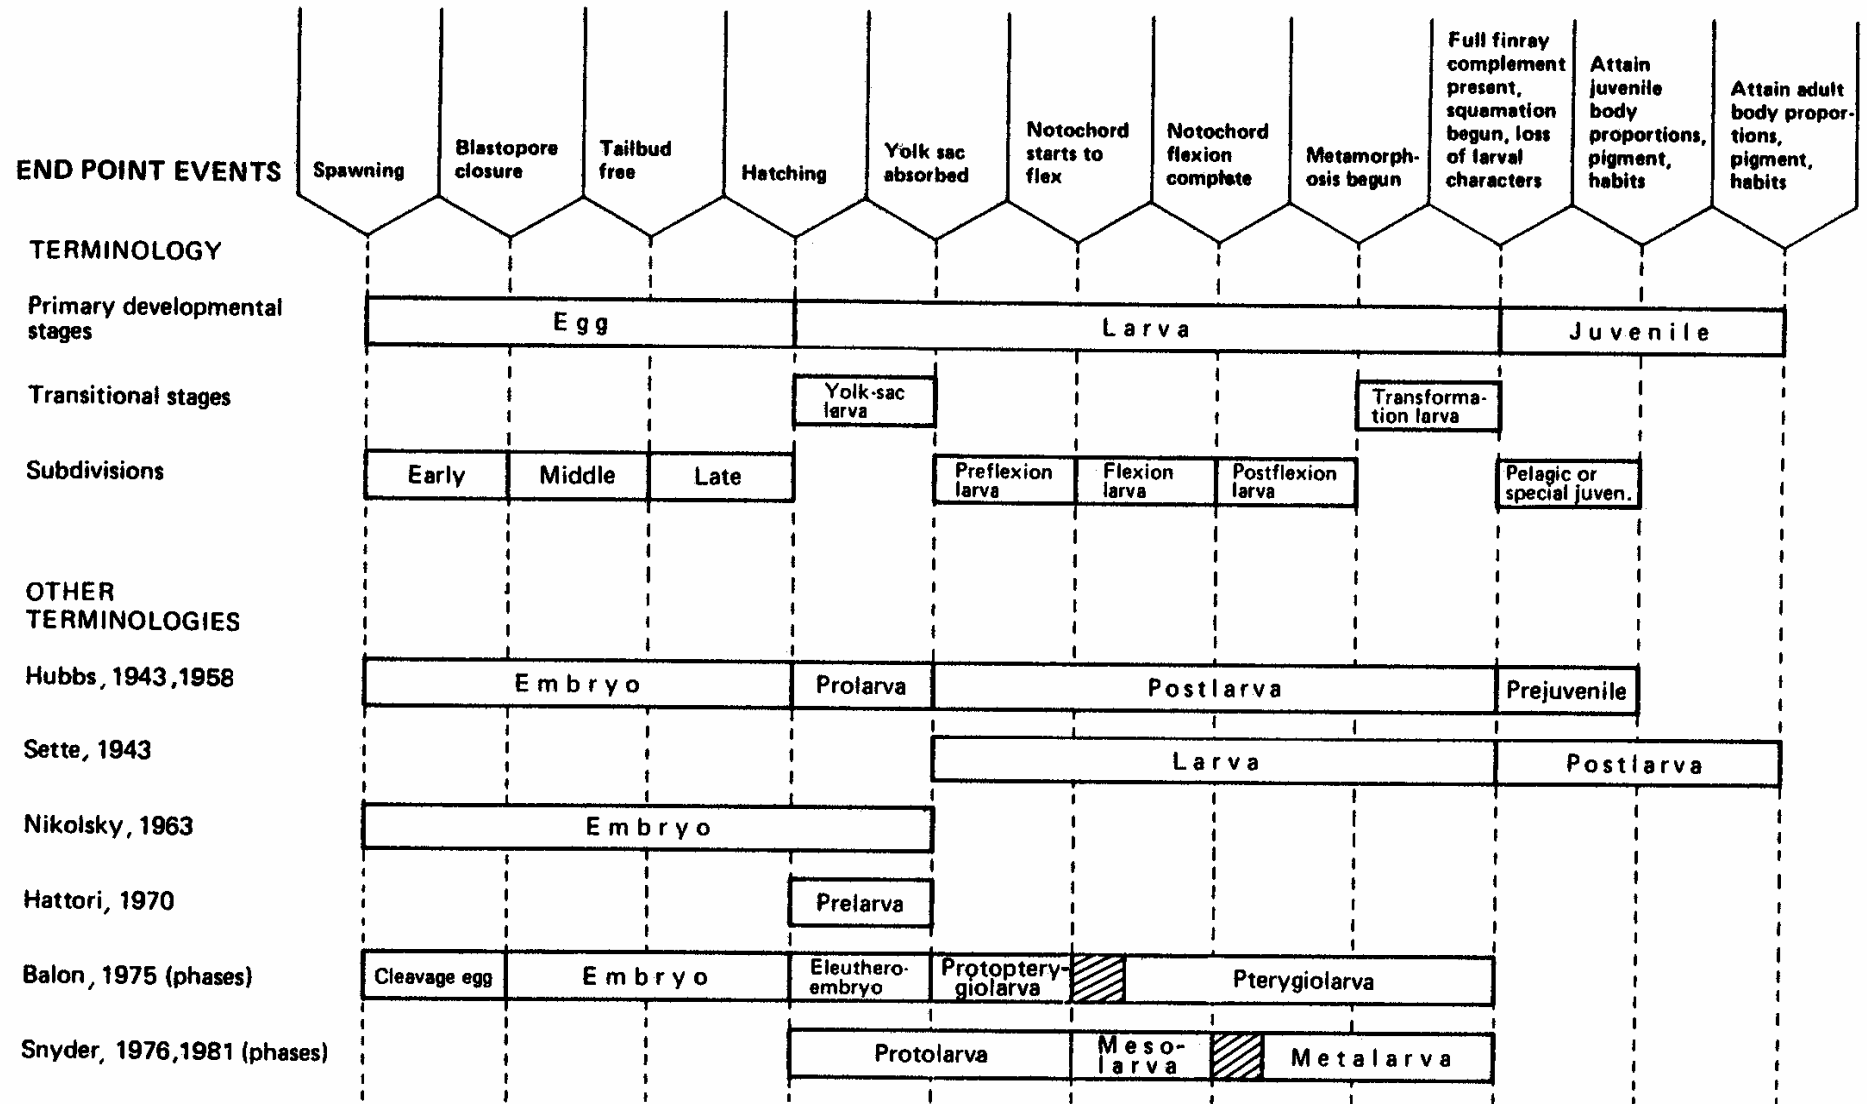 END POINT EVENTS
Spawning
Blastopore
closure
Tailbud
free
Hatching
Yolk sac
absorbed
Notochord
starts to
flex
Notochord
flexion
complete
Metamorph-
osis begun
Full finray
complement
present,
squamation
begun, loss
of larval
characters
Attain
juvenile
body
proportions,
pigment,
habits
Attain adult
body propor-
tions,
pigment,
habits
TERMINOLOGY
Primary developmental
stages
Egg
Larva
Juvenile
Transitional stages
Yolk-sac
larva
Transforma-
tion larva
Subdivisions
Early
Middle
Late
Preflexion
larva
Flexion
larva
Postflexion
larva
Pelagic or
special juven.
OTHER
TERMINOLOGIES
Hubbs, 1943,1958
Embryo
Prolarva
Postlarva
Prejuvenile
Sette, 1943
Larva
Postlarva
Nikolsky, 1963
Embryo
Hattori, 1970
Prelarva
Balon, 1975 (phases)
Cleavage egg
Embryo
Eleuthero-
embryo
Protoptery-
giolarva
Pterygiolarva
Snyder, 1976,1981 (phases)
Protolarva
Meso-
larva
Metalarva